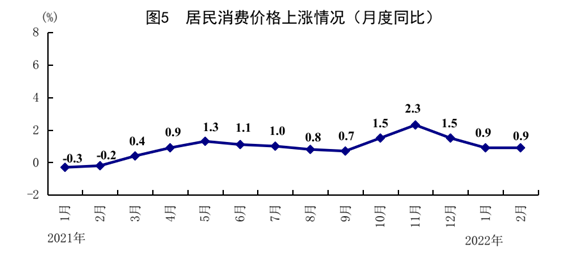 图5 居民消费价格上涨情况（月度同比）
(%)
8
6
4
2
0
-2
-0.3
-0.2
0.4
0.9
1.3
1.1
1.0
0.8
0.7
1.5
2.3
1.5
0.9
0.9
1月
2月
3月
4月
5月
6月
7月
8月
9月
10月
11月
12月
1月
2月
2021年
2022年